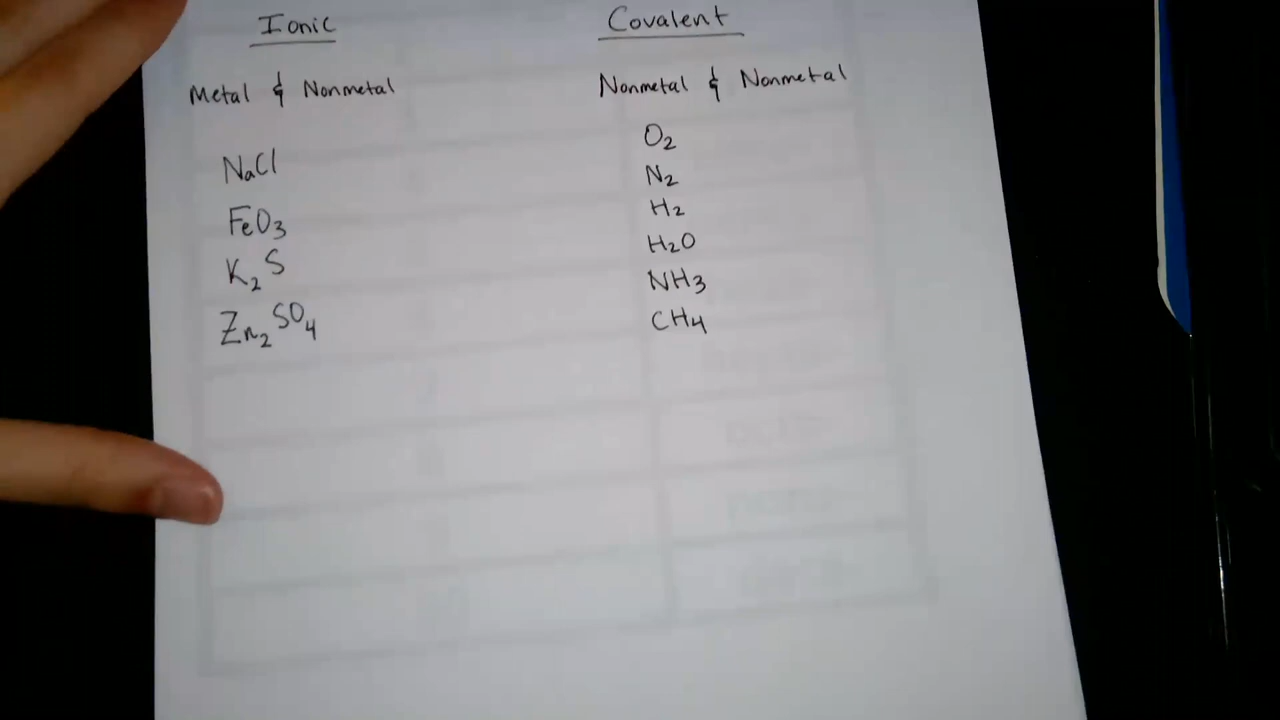 Ionic
Metal & Nonmetal
NaCl
FeO3
K2S
Zn2SO4
Covalent
Nonmetal & Nonmetal
O2
N2
H2
H2O
NH3
CH4